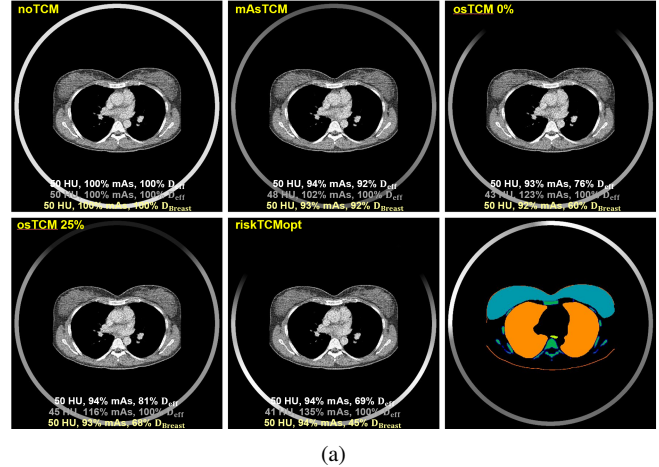 noTCM
50 HU, 100% mAs, 100% Deff
50 HU, 100% mAs, 100% Deff
50 HU, 100% mAs, 100% DBreast
mAsTCM
50 HU, 94% mAs, 92% Deff
48 HU, 102% mAs, 100% Deff
50 HU, 93% mAs, 92% DBreast
osTCM 0%
50 HU, 93% mAs, 76% Deff
43 HU, 123% mAs, 100% Deff
50 HU, 92% mAs, 60% DBreast
osTCM 25%
50 HU, 94% mAs, 81% Deff
45 HU, 116% mAs, 100% Deff
50 HU, 93% mAs, 68% DBreast
riskTCMopt
50 HU, 94% mAs, 69% Deff
41 HU, 135% mAs, 100% Deff
50 HU, 94% mAs, 45% DBreast
(a)